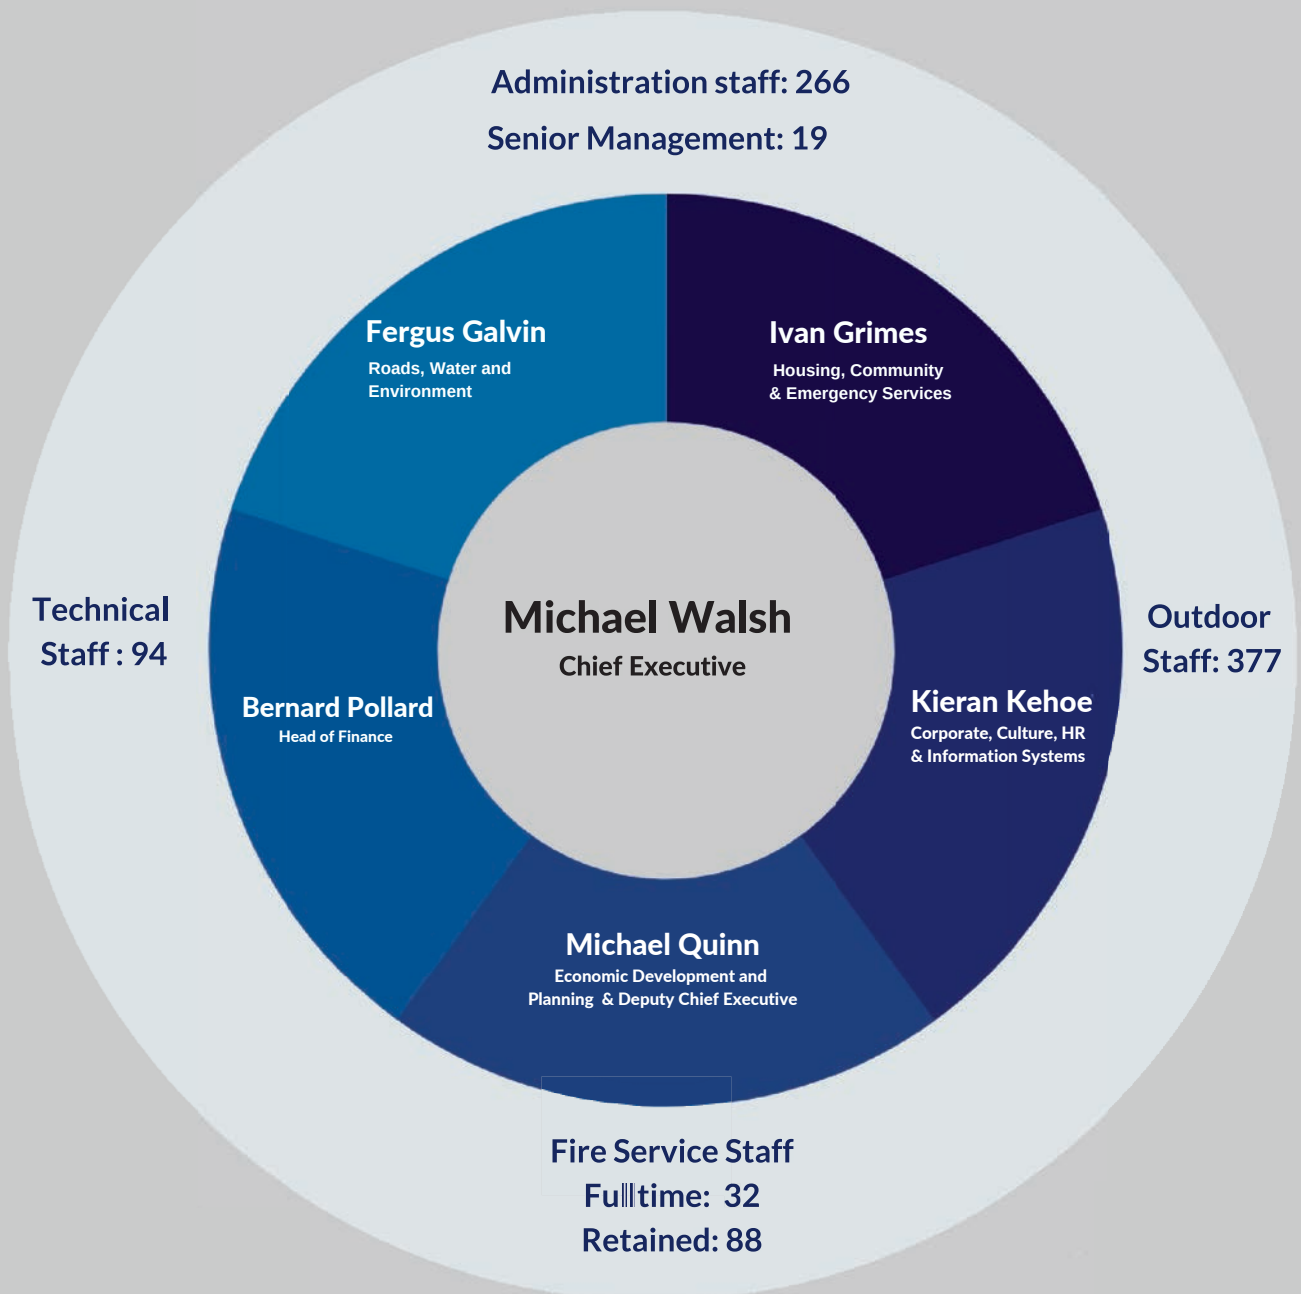 Administration staff: 266
Senior Management: 19
Fergus Galvin
Roads, Water and
Environment
Ivan Grimes
Housing, Community
& Emergency Services
Technical
Staff : 94
Michael Walsh
Chief Executive
Outdoor
Staff: 377
Bernard Pollard
Head of Finance
Kieran Kehoe
Corporate, Culture, HR
& Information Systems
Michael Quinn
Economic Development and
Planning & Deputy Chief Executive
Fire Service Staff
Fulltime: 32
Retained: 88